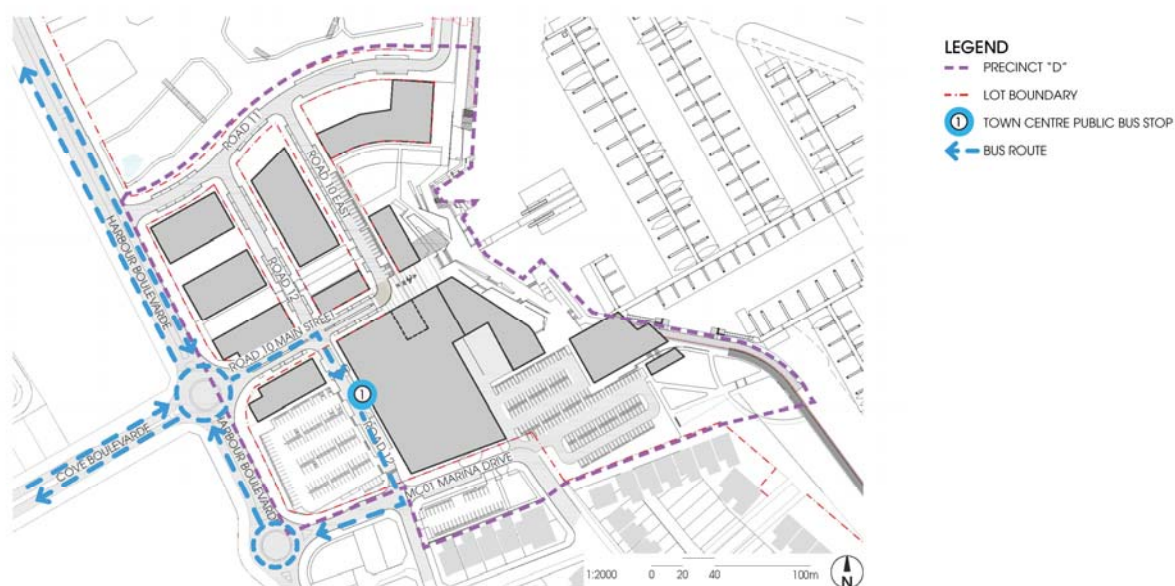 LEGEND
PRECINCT "D"
LOT BOUNDARY
1 TOWN CENTRE PUBLIC BUS STOP
BUS ROUTE
ROAD 11
ROAD 10 EAST
HARBOUR BOULEVARDE
ROAD 12
ROAD 10 MAIN STREET
1
COVE BOULEVARDE
HARBOUR BOULEVARDE
ROAD 12
MC01 MARINA DRIVE
1:2000 0 20 40 100m
N